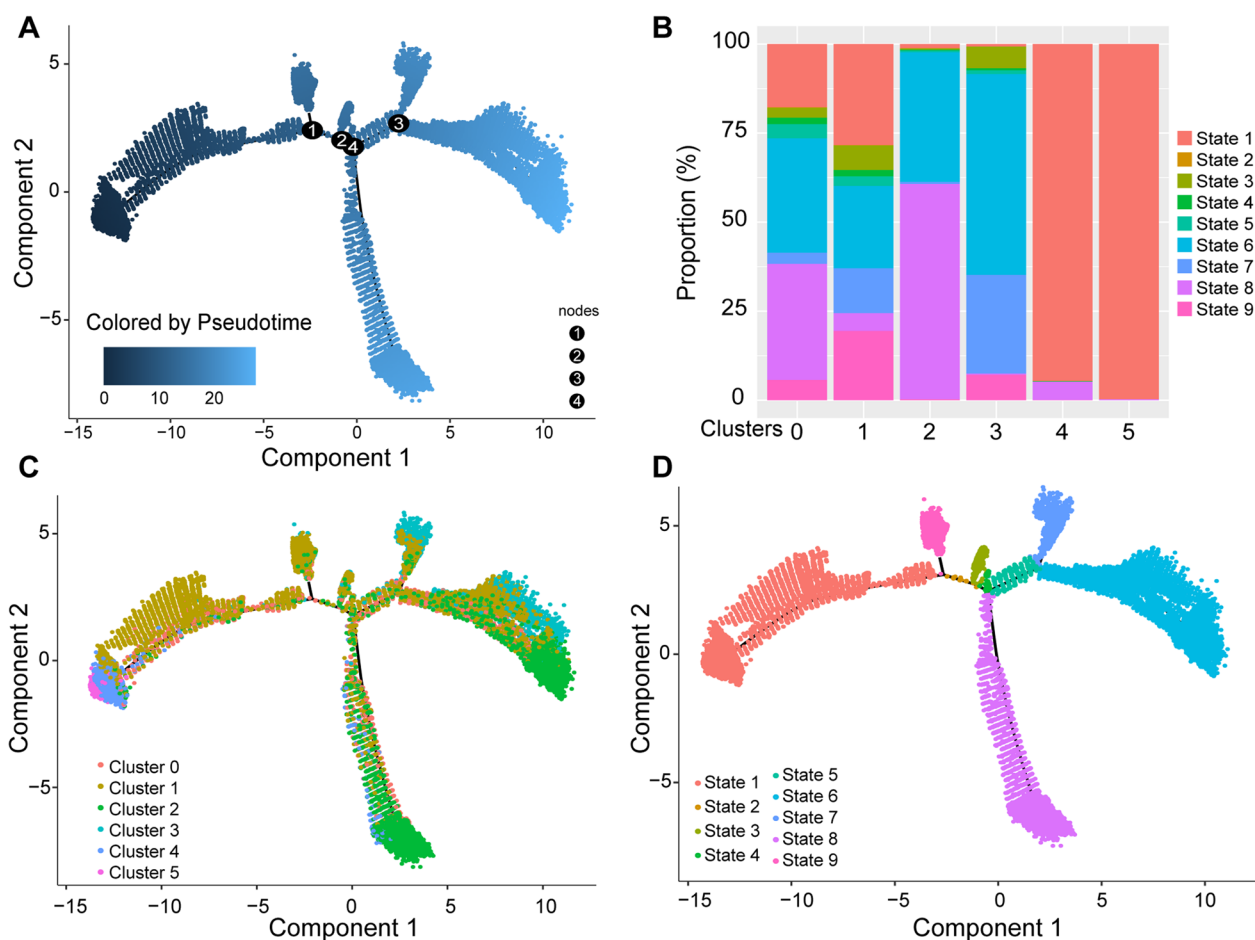 A
Component 2
5
0
−5
1
2
4
3
Colored by Pseudotime
0
10
20
nodes
1
2
3
4
−15
−10
−5
0
5
10
Component 1
B
Proportion (%)
100
75
50
25
0
Clusters 0 1 2 3 4 5
State 1
State 2
State 3
State 4
State 5
State 6
State 7
State 8
State 9
C
Component 2
5
0
−5
Cluster 0
Cluster 1
Cluster 2
Cluster 3
Cluster 4
Cluster 5
−15
−10
−5
0
5
10
Component 1
D
Component 2
5
0
−5
State 1
State 2
State 3
State 4
State 5
State 6
State 7
State 8
State 9
−15
−10
−5
0
5
10
Component 1